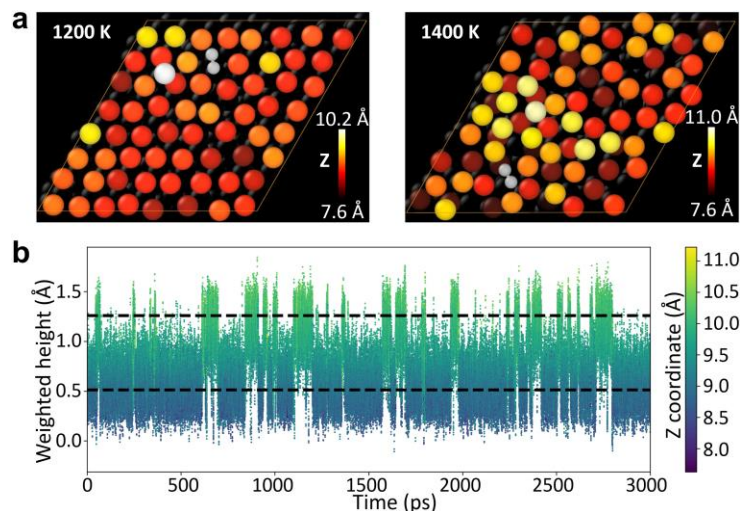 a
1200 K
10.2 Å
Z
7.6 Å
1400 K
11.0 Å
Z
7.6 Å
b
Weighted height (Å)
1.5
1.0
0.5
0.0
0 500 1000 1500 2000 2500 3000
Time (ps)
11.0
10.5
10.0
9.5
9.0
8.5
8.0
Z coordinate (Å)